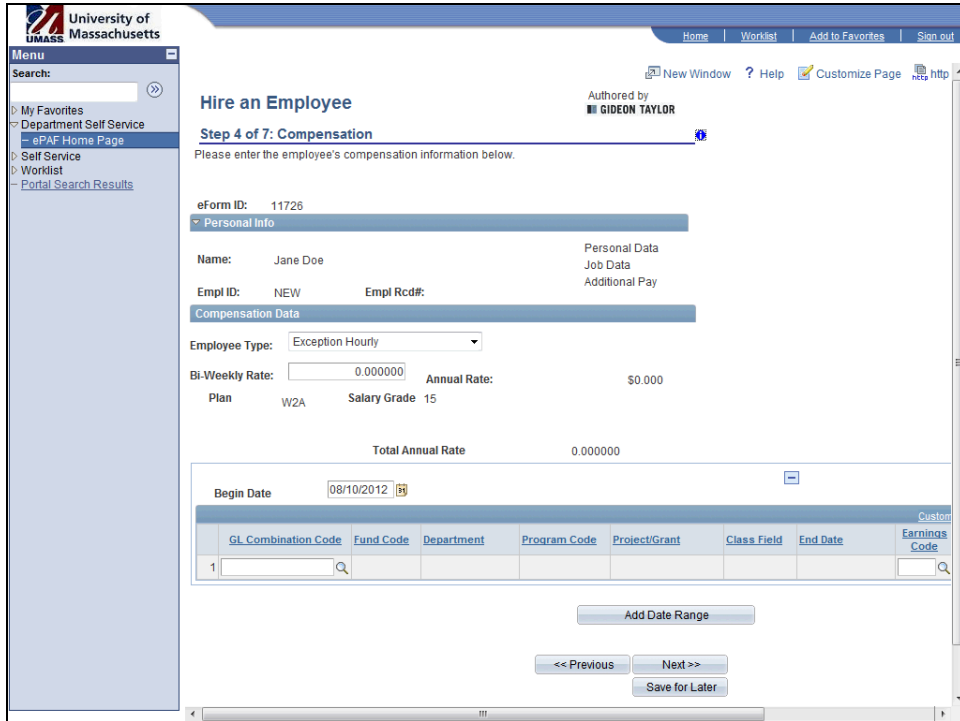 University of
Massachusetts
UMASS
Home | Worklist | Add to Favorites | Sign out
Menu
Search:
My Favorites
Department Self Service
ePAF Home Page
Self Service
Worklist
Portal Search Results
New Window ? Help Customize Page http
Hire an Employee
Authored by
GIDEON TAYLOR
Step 4 of 7: Compensation
Please enter the employee's compensation information below.
eForm ID: 11726
Personal Info
Name: Jane Doe
Personal Data
Job Data
Additional Pay
Empl ID: NEW Empl Rcd#:
Compensation Data
Employee Type: Exception Hourly
Bi-Weekly Rate: 0.000000 Annual Rate: $0.000
Plan W2A Salary Grade 15
Total Annual Rate 0.000000
Begin Date 08/10/2012 31
Custom
GL Combination Code Fund Code Department Program Code Project/Grant Class Field End Date Earnings Code
1
Add Date Range
<< Previous Next >>
Save for Later